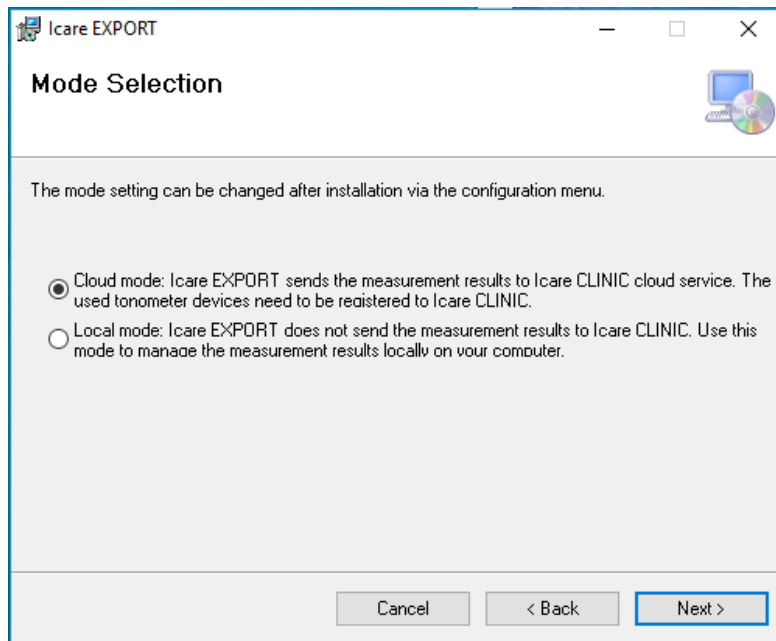 Icare EXPORT
Mode Selection
The mode setting can be changed after installation via the configuration menu.
Cloud mode: Icare EXPORT sends the measurement results to Icare CLINIC cloud service. The
used tonometer devices need to be registered to Icare CLINIC.
Local mode: Icare EXPORT does not send the measurement results to Icare CLINIC. Use this
mode to manage the measurement results locally on your computer.
Cancel
< Back
Next >